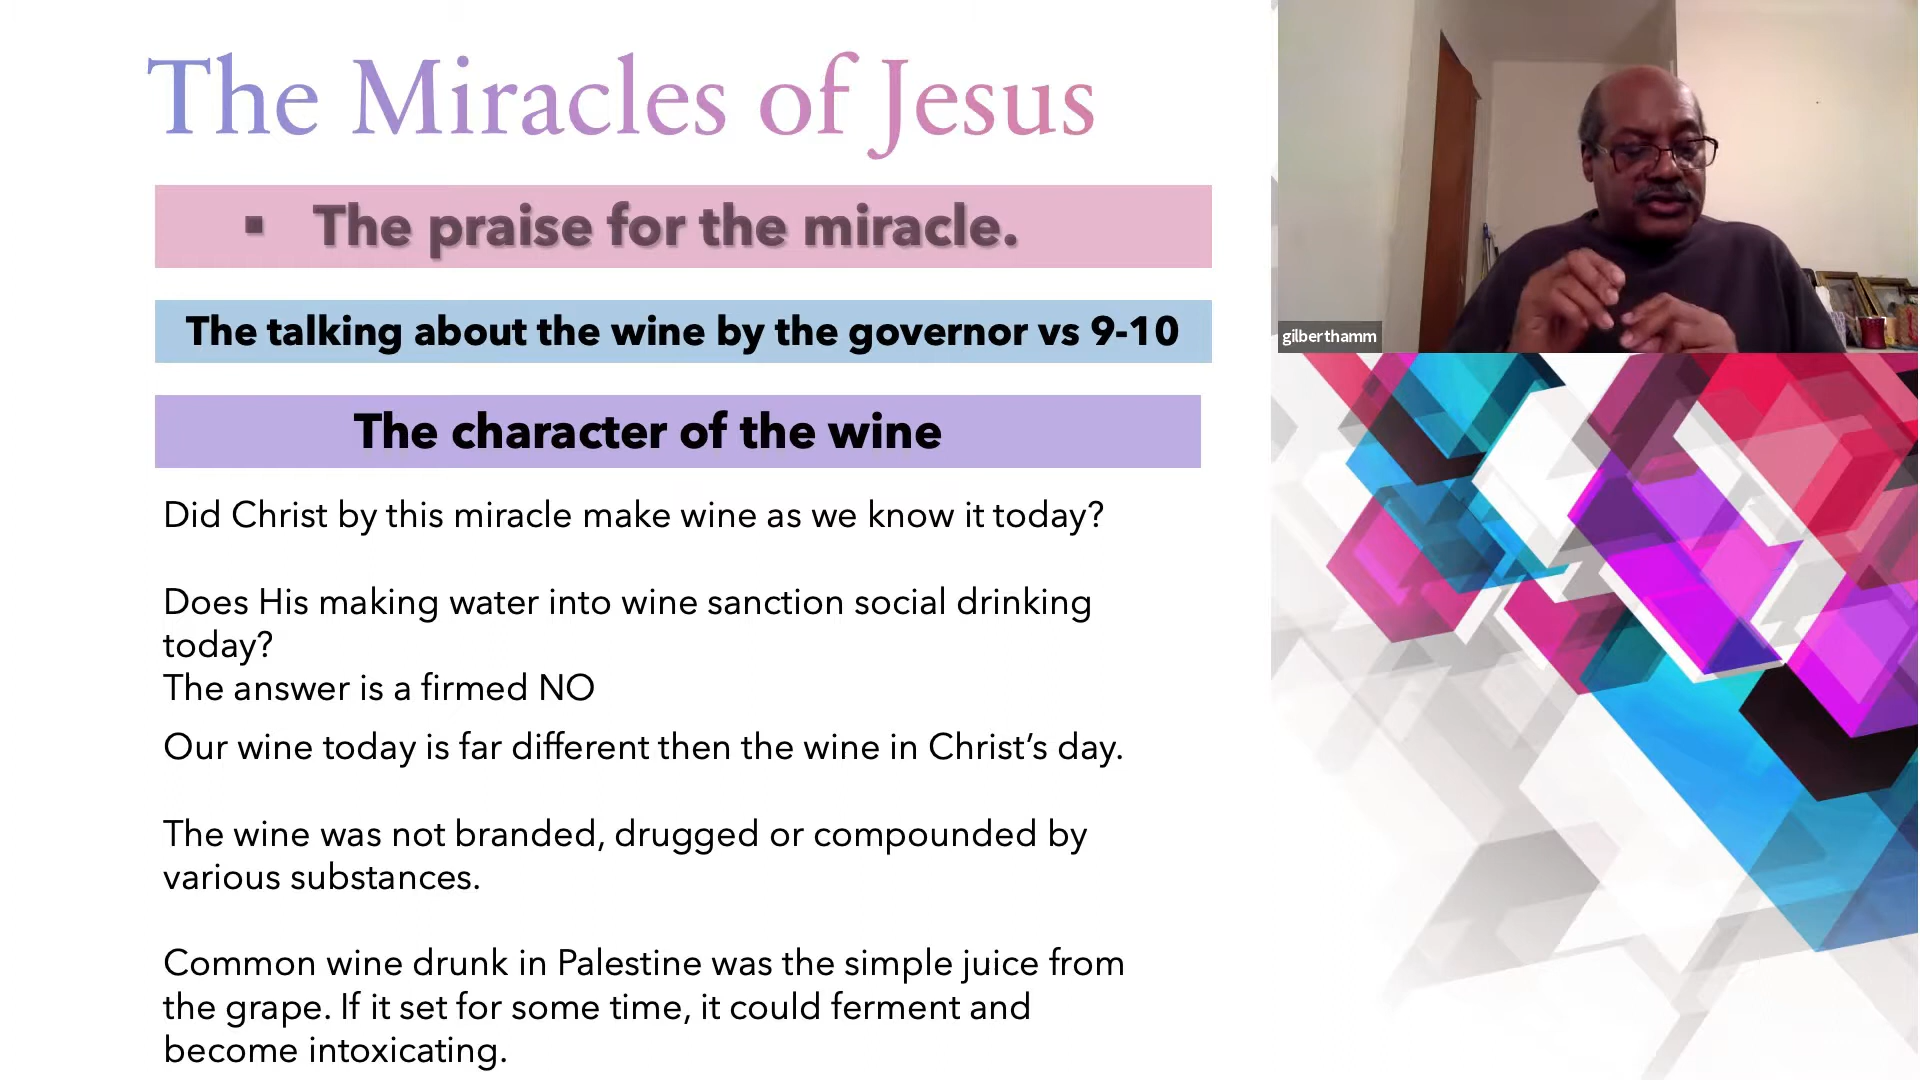 The Miracles of Jesus
▪ The praise for the miracle.
The talking about the wine by the governor vs 9-10
The character of the wine
Did Christ by this miracle make wine as we know it today?
Does His making water into wine sanction social drinking
today?
The answer is a firmed NO
Our wine today is far different then the wine in Christ’s day.
The wine was not branded, drugged or compounded by
various substances.
Common wine drunk in Palestine was the simple juice from
the grape. If it set for some time, it could ferment and
become intoxicating.
gilberthamm